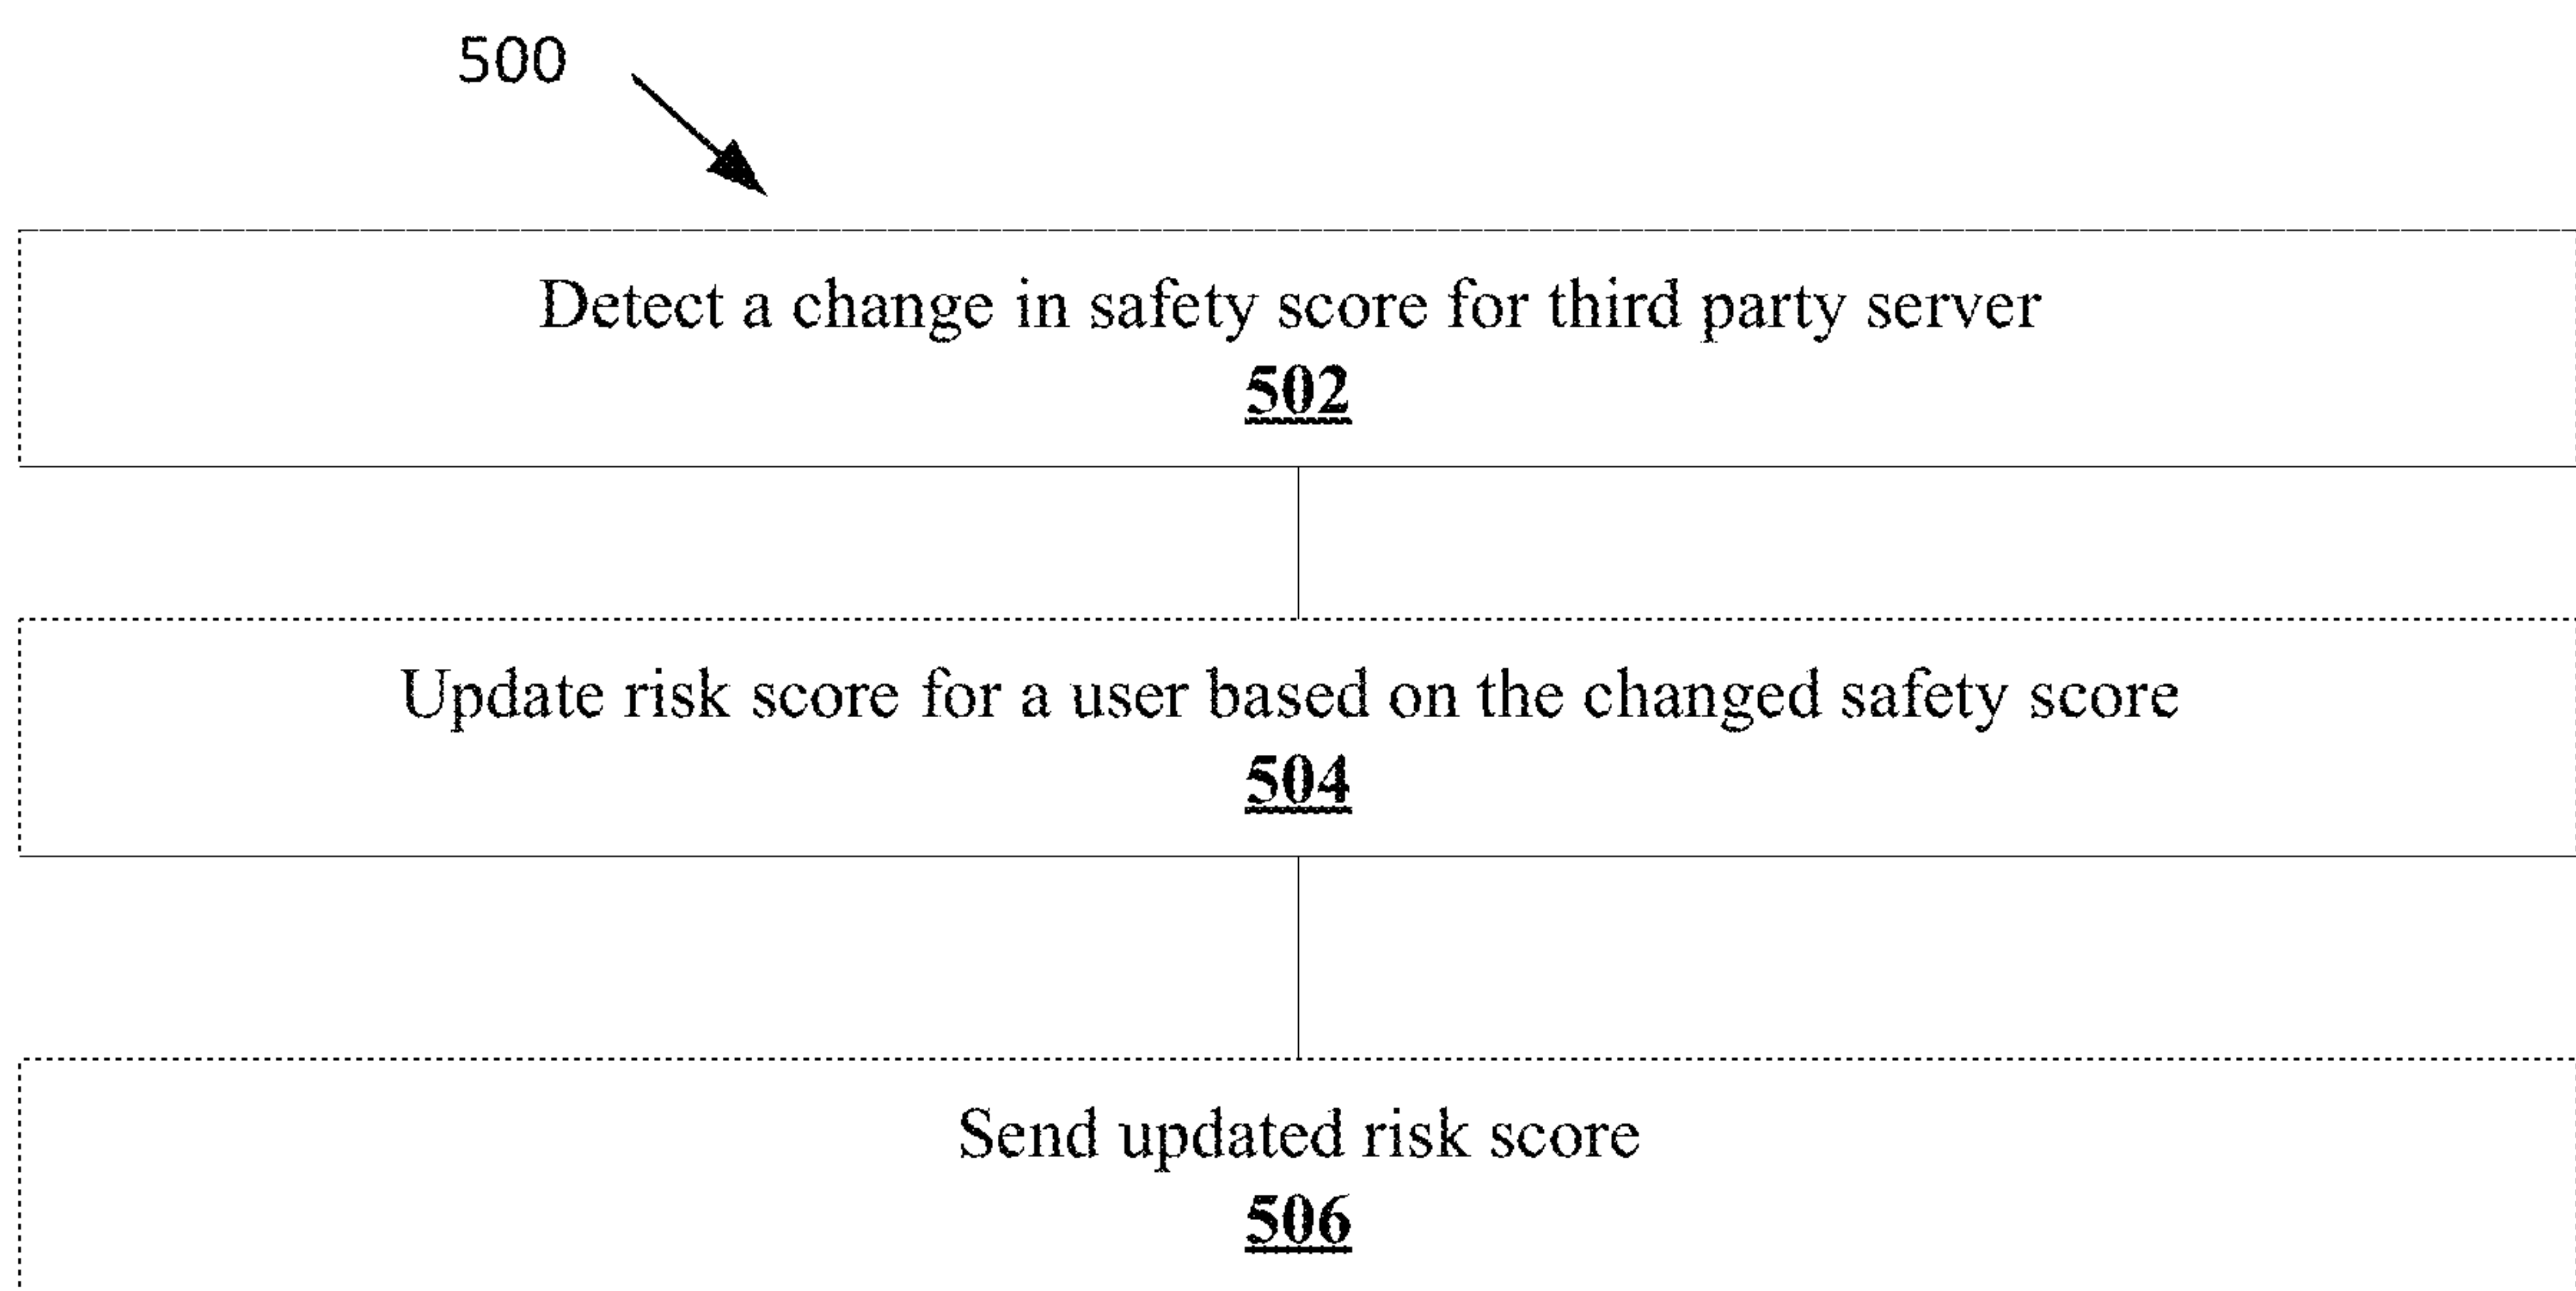 500
Detect a change in safety score for third party server
502
Update risk score for a user based on the changed safety score
504
Send updated risk score
506